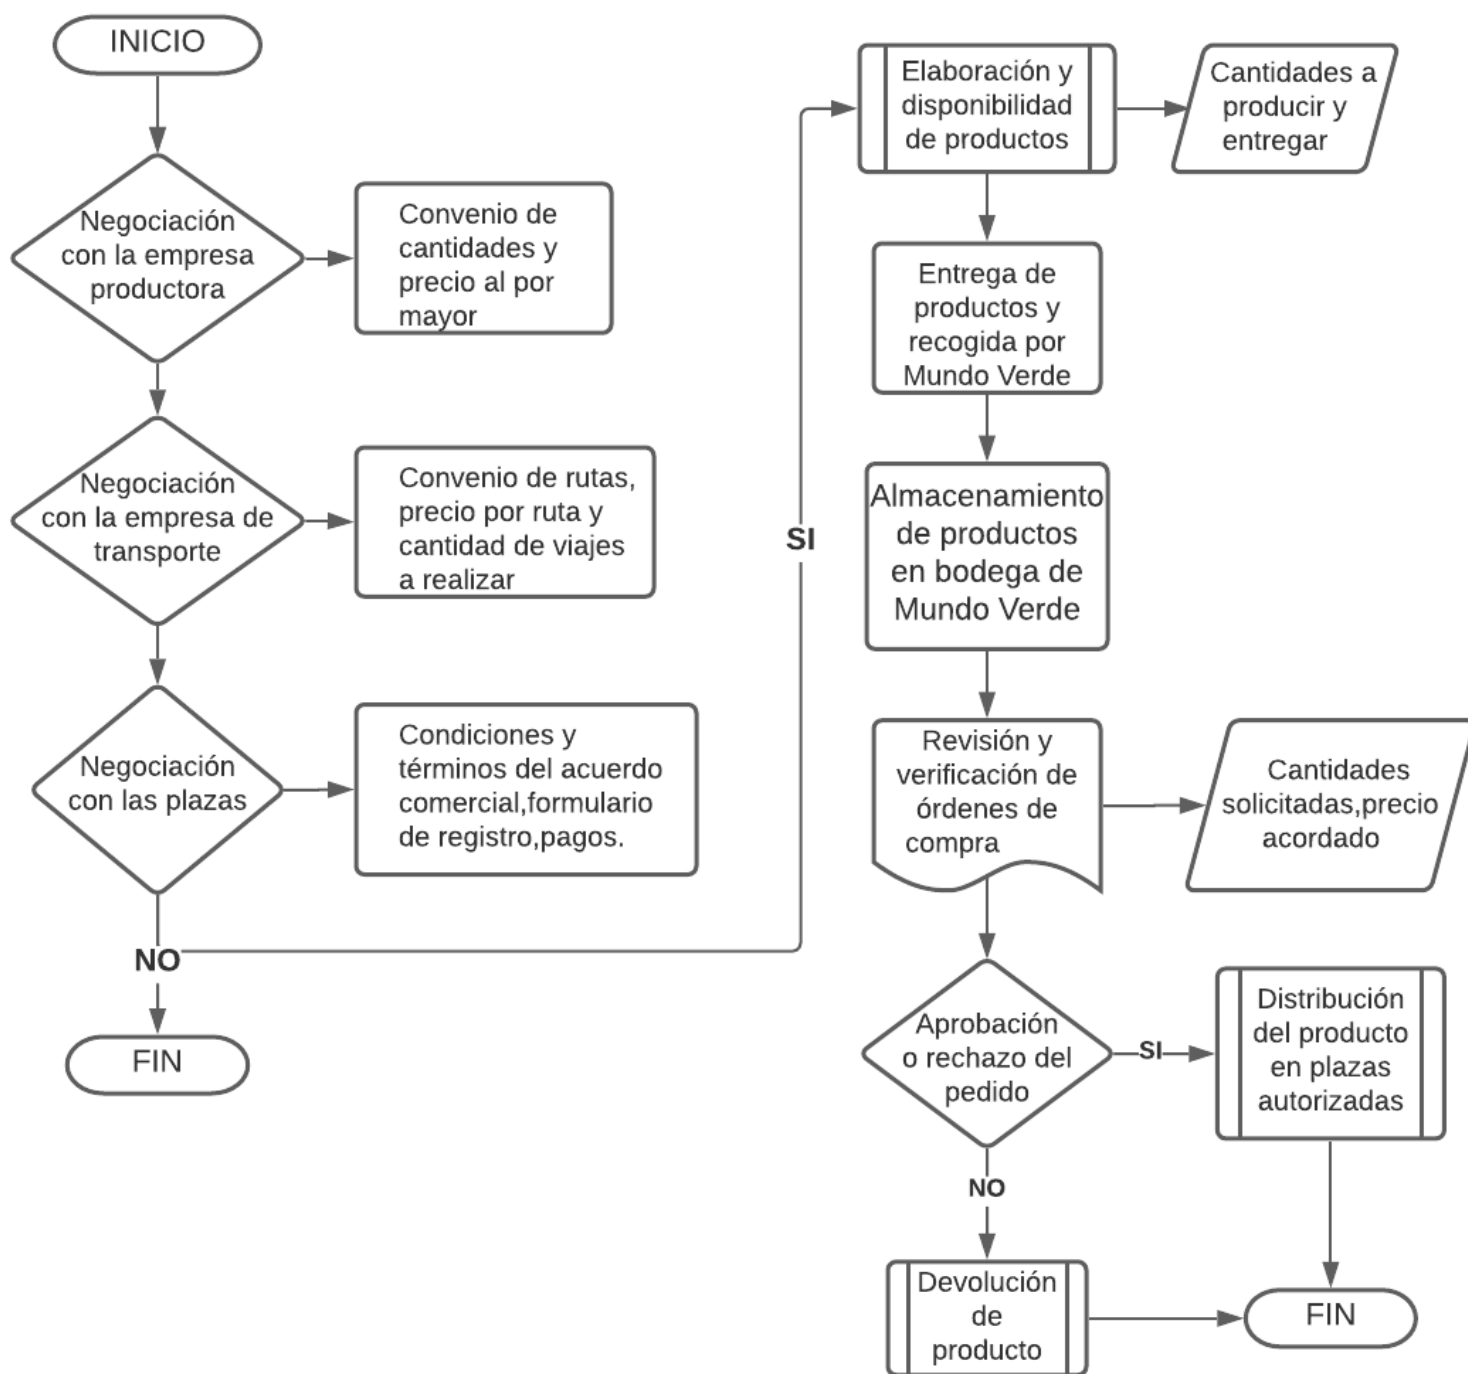 INICIO
Negociación
con la empresa
productora
Convenio de
cantidades y
precio al por
mayor
Negociación
con la empresa de
transporte
Convenio de rutas,
precio por ruta y
cantidad de viajes
a realizar
Negociación
con las plazas
Condiciones y
términos del acuerdo
comercial,formulario
de registro,pagos.
NO
FIN
SI
Elaboración y
disponibilidad
de productos
Cantidades a
producir y
entregar
Entrega de
productos y
recogida por
Mundo Verde
Almacenamiento
de productos
en bodega de
Mundo Verde
Revisión y
verificación de
órdenes de
compra
Cantidades
solicitadas,precio
acordado
Aprobación
o rechazo del
pedido
SI
Distribución
del producto
en plazas
autorizadas
NO
Devolución
de
producto
FIN